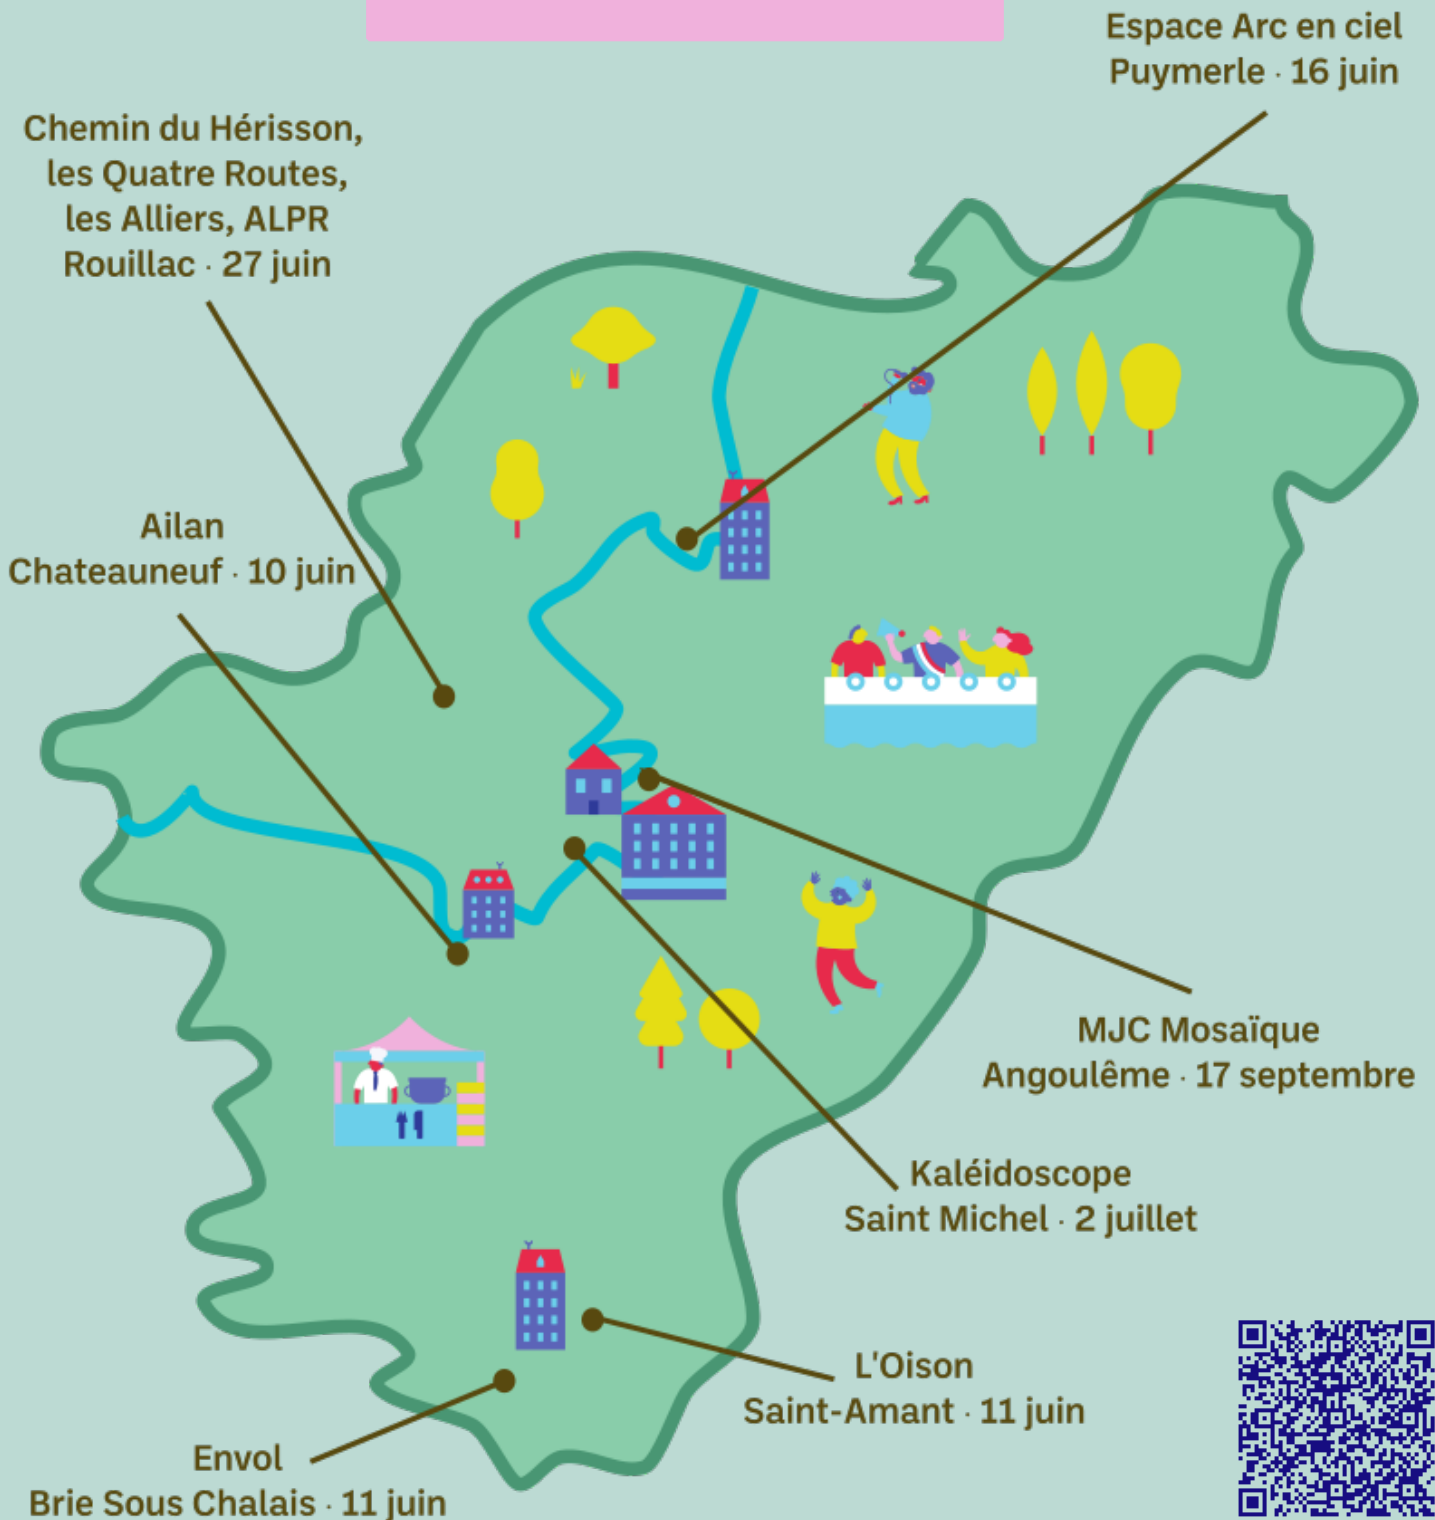 Espace Arc en ciel
Puymerle · 16 juin
Chemin du Hérisson,
les Quatre Routes,
les Alliers, ALPR
Rouillac · 27 juin
Ailan
Chateauneuf · 10 juin
MJC Mosaïque
Angoulême · 17 septembre
Kaléidoscope
Saint Michel · 2 juillet
L'Oison
Saint-Amant · 11 juin
Envol
Brie Sous Chalais · 11 juin